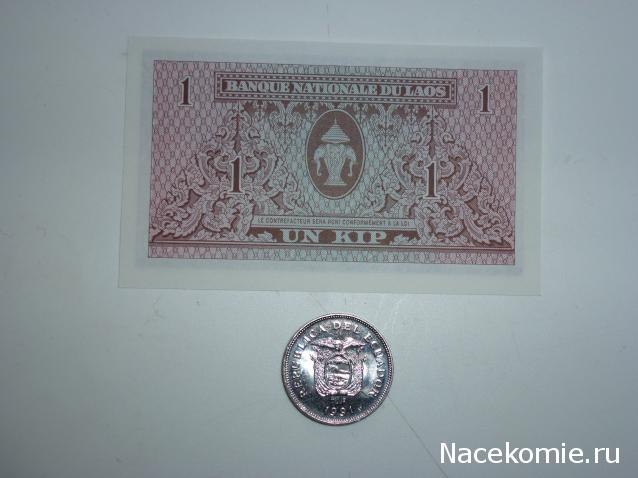 1 BANQUE NATIONALE DU LAOS 1
1 1
LE CONTREFACTEUR SERA PUNI CONFORMÉMENT A LA LOI
UN KIP
REPUBLICA DEL ECUADOR
1991
Nacekomie.ru